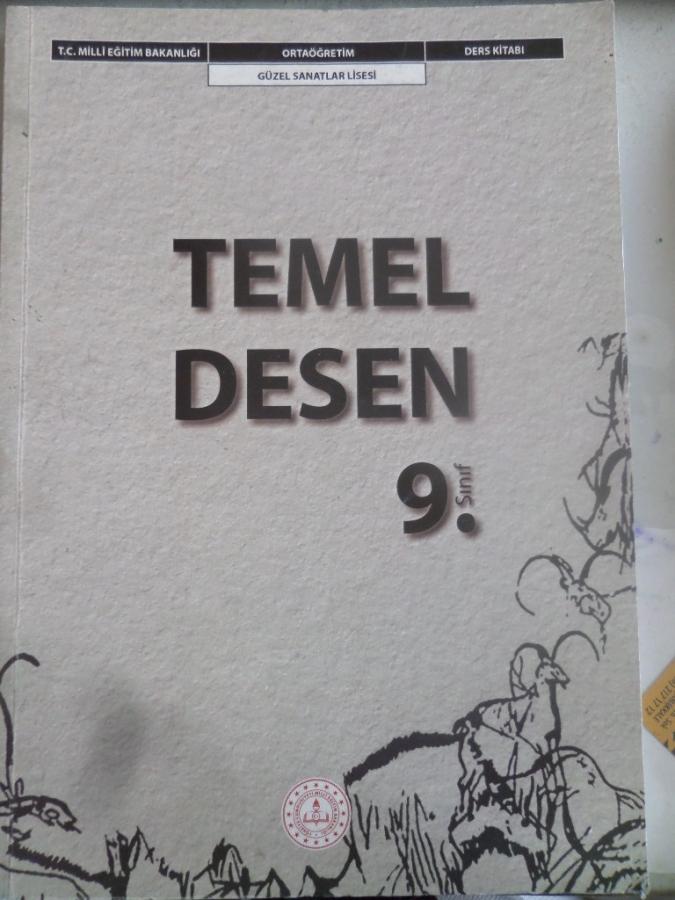 T.C. MİLLİ EĞİTİM BAKANLIĞI
ORTAÖĞRETİM
DERS KİTABI
GÜZEL SANATLAR LİSESİ
TEMEL
DESEN
9.
Sınıf